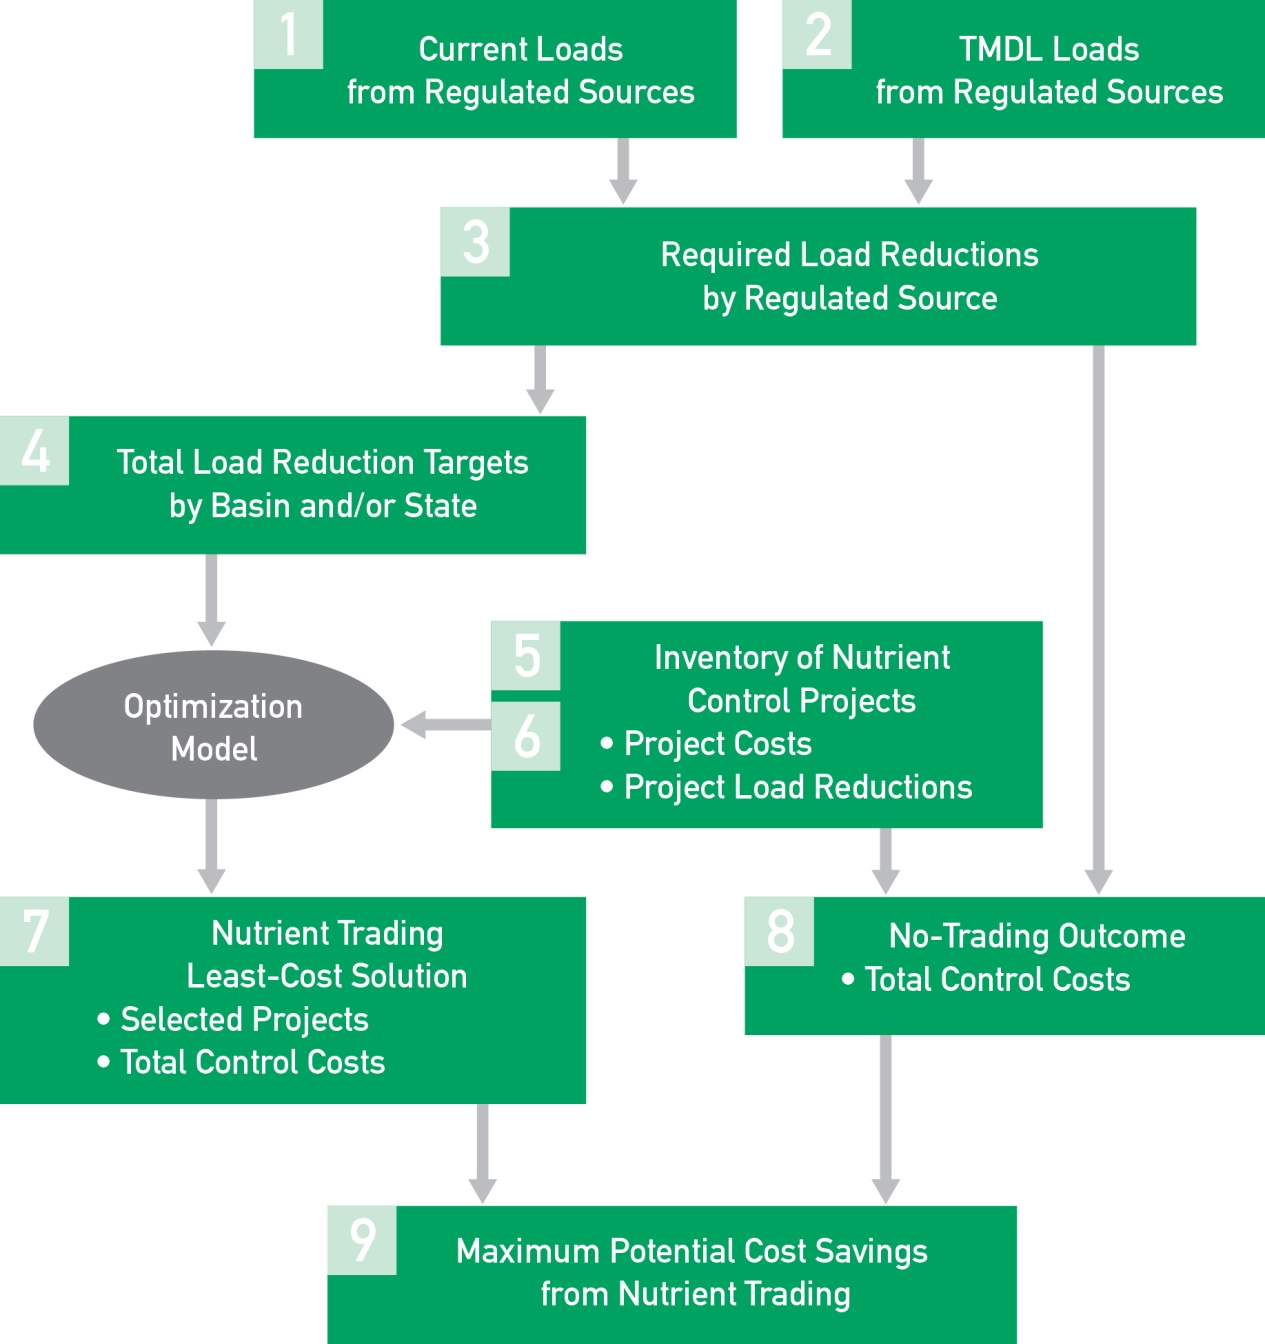 1
Current Loads
from Regulated Sources
2
TMDL Loads
from Regulated Sources
3
Required Load Reductions
by Regulated Source
4
Total Load Reduction Targets
by Basin and/or State
Optimization
Model
5
6
Inventory of Nutrient
Control Projects
• Project Costs
• Project Load Reductions
7
Nutrient Trading
Least-Cost Solution
• Selected Projects
• Total Control Costs
8
No-Trading Outcome
• Total Control Costs
9
Maximum Potential Cost Savings
from Nutrient Trading